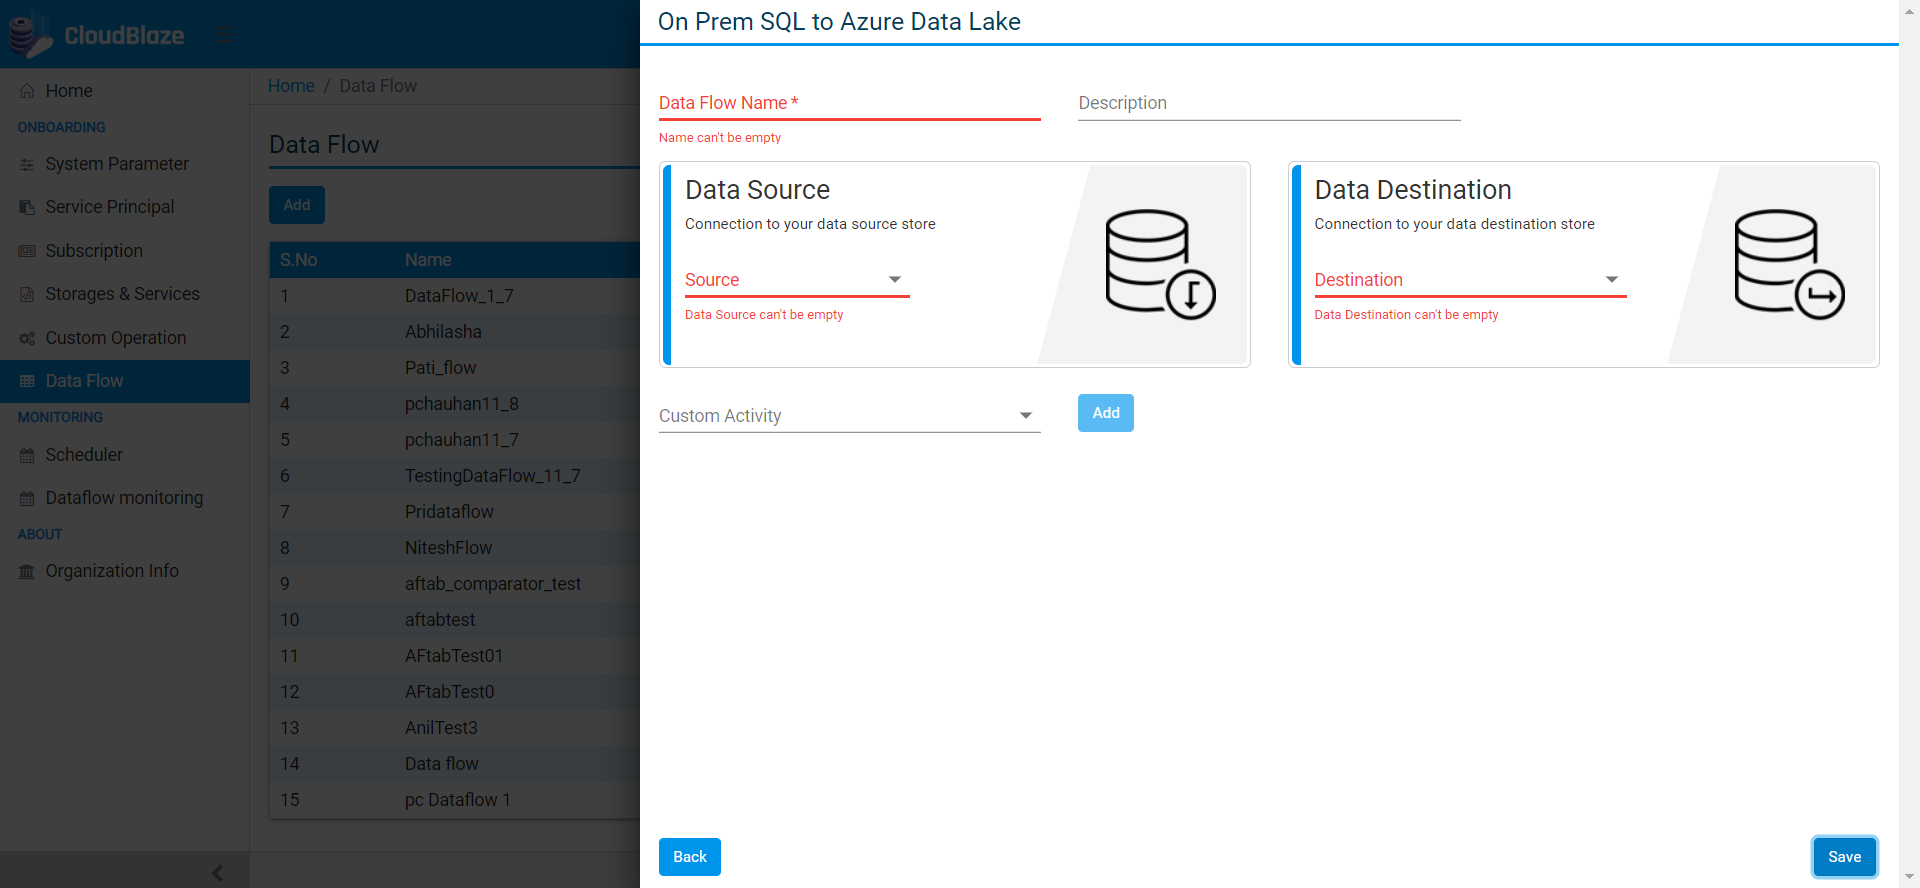 CloudBlaze
Home
ONBOARDING
System Parameter
Service Principal
Subscription
Storages & Services
Custom Operation
Data Flow
MONITORING
Scheduler
Dataflow monitoring
ABOUT
Organization Info
Home / Data Flow
Data Flow
Add
S.No Name
1 DataFlow_1_7
2 Abhilasha
3 Pati_flow
4 pchauhan11_8
5 pchauhan11_7
6 TestingDataFlow_11_7
7 Pridataflow
8 NiteshFlow
9 aftab_comparator_test
10 aftabtest
11 AFtabTest01
12 AFtabTest0
13 AnilTest3
14 Data flow
15 pc Dataflow 1
On Prem SQL to Azure Data Lake
Data Flow Name *
Name can't be empty
Description
Data Source
Connection to your data source store
Source
Data Source can't be empty
Data Destination
Connection to your data destination store
Destination
Data Destination can't be empty
Custom Activity
Add
Back
Save